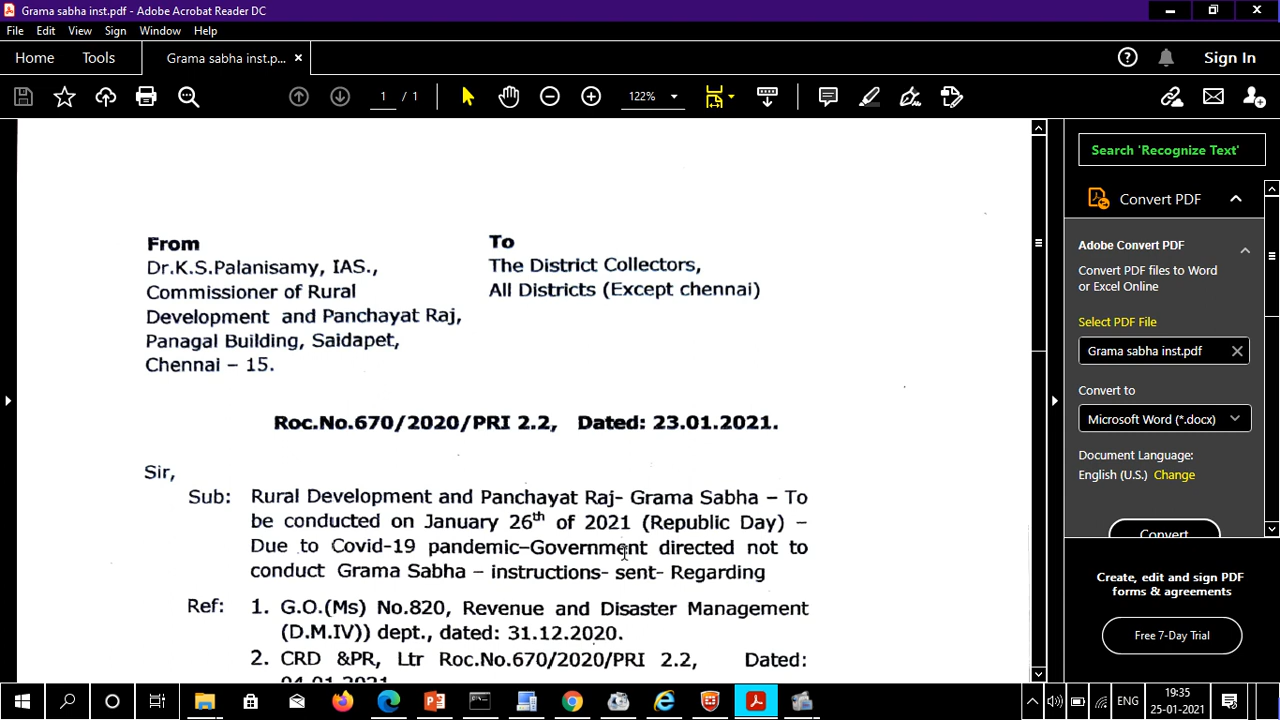 Grama sabha inst.pdf - Adobe Acrobat Reader DC
File Edit View Sign Window Help
Home Tools Grama sabha inst.p... ×
Sign In
1 / 1 122%
From
Dr.K.S.Palanisamy, IAS.,
Commissioner of Rural
Development and Panchayat Raj,
Panagal Building, Saidapet,
Chennai – 15.
To
The District Collectors,
All Districts (Except chennai)
Roc.No.670/2020/PRI 2.2, Dated: 23.01.2021.
Sir,
Sub: Rural Development and Panchayat Raj- Grama Sabha – To
be conducted on January 26th of 2021 (Republic Day) –
Due to Covid-19 pandemic–Government directed not to
conduct Grama Sabha – instructions- sent- Regarding
Ref: 1. G.O.(Ms) No.820, Revenue and Disaster Management
(D.M.IV)) dept., dated: 31.12.2020.
2. CRD &PR, Ltr Roc.No.670/2020/PRI 2.2, Dated:
04.01.2021
Search 'Recognize Text'
Convert PDF
Adobe Convert PDF
Convert PDF files to Word
or Excel Online
Select PDF File
Grama sabha inst.pdf
Convert to
Microsoft Word (*.docx)
Document Language:
English (U.S.) Change
Convert
Create, edit and sign PDF
forms & agreements
Free 7-Day Trial
ENG
19:35
25-01-2021